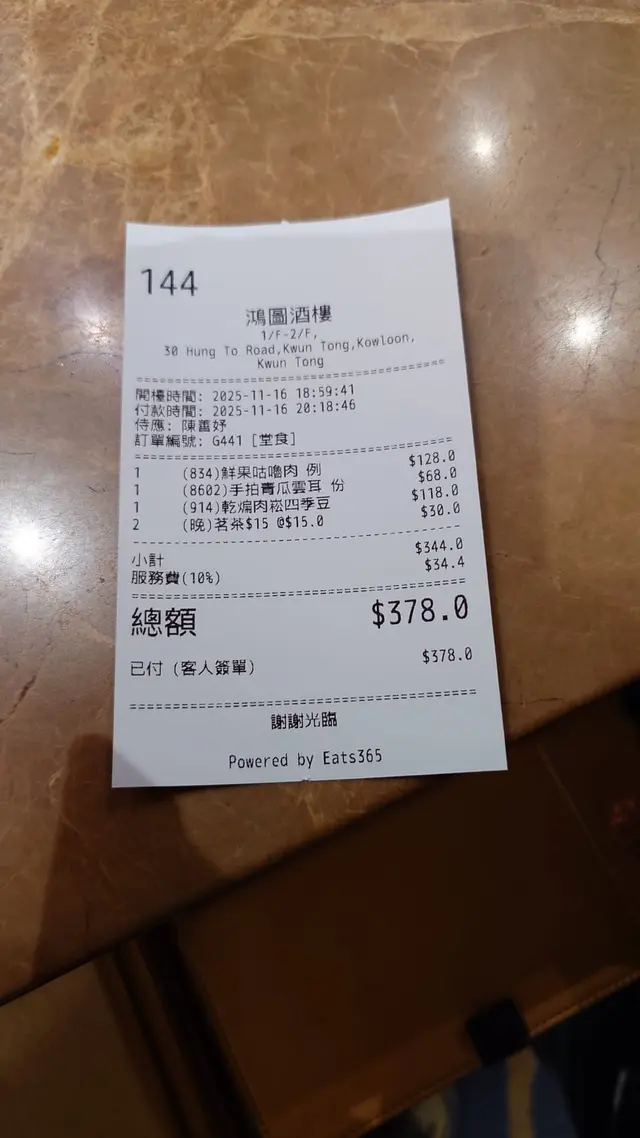 144
鴻圖酒樓
1/F-2/F,
30 Hung To Road,Kwun Tong,Kowloon,
Kwun Tong
開檯時間: 2025-11-16 18:59:41
付款時間: 2025-11-16 20:18:46
侍應: 陳善妤
訂單編號: G441 [堂食]
1 (834)鮮果咕嚕肉 例 $128.0
1 (8602)手拍青瓜雲耳 份 $68.0
1 (914)乾煸肉崧四季豆 $118.0
2 (晚)茗茶$15 @$15.0 $30.0
小計 $344.0
服務費(10%) $34.4
總額 $378.0
已付 (客人簽單) $378.0
謝謝光臨
Powered by Eats365